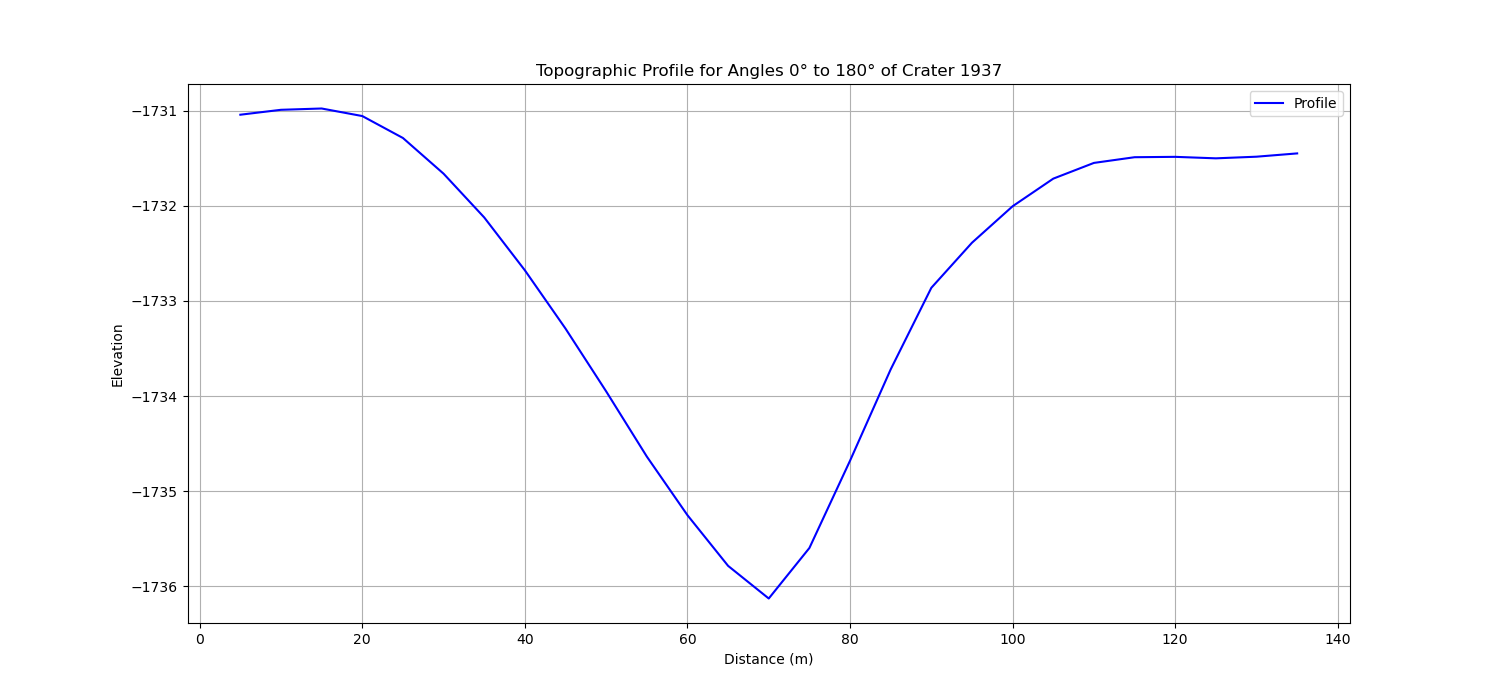 Topographic Profile for Angles 0° to 180° of Crater 1937
Profile
Elevation
−1731
−1732
−1733
−1734
−1735
−1736
0 20 40 60 80 100 120 140
Distance (m)